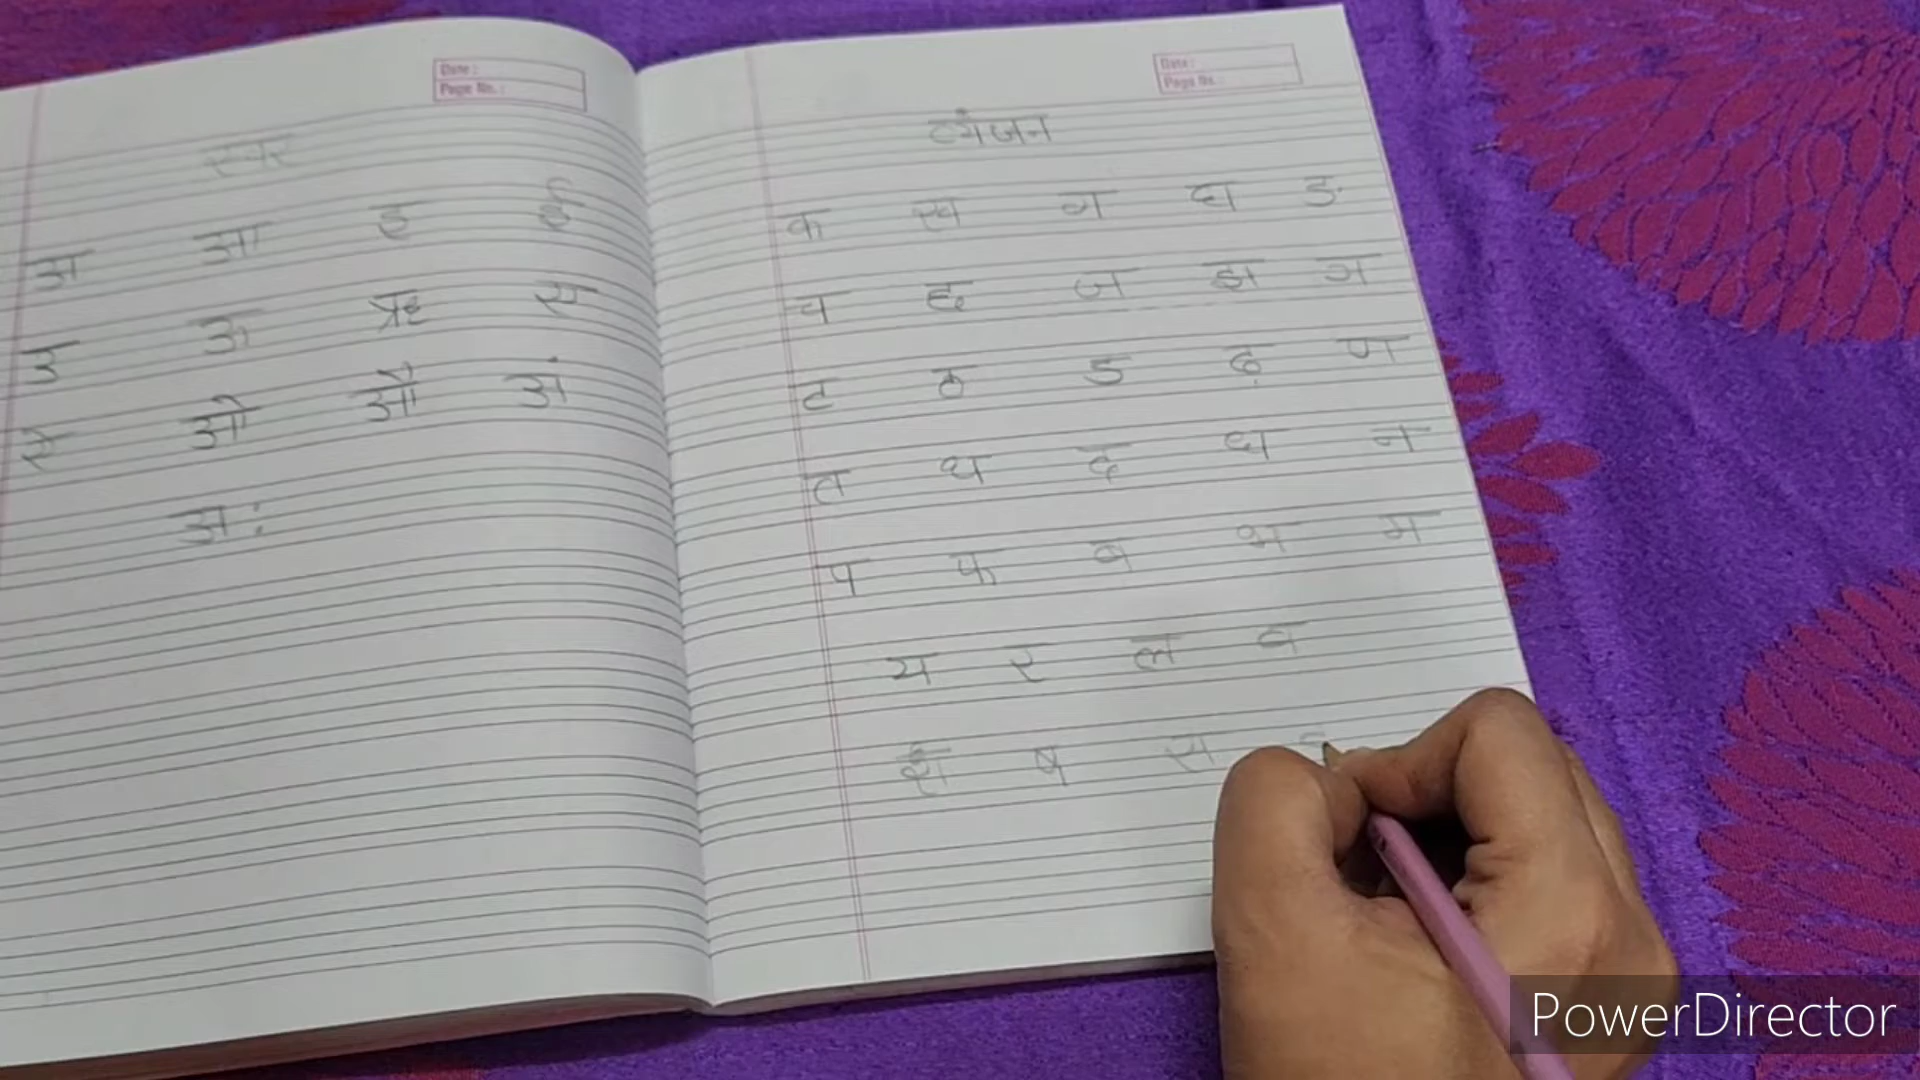 Date :
Page No. :
स्वर
अ आ इ ई
उ ऊ ऋ ए
ऐ ओ औ अं
अः
Date :
Page No. :
व्यंजन
क ख ग घ ङ
च छ ज झ ञ
ट ठ ड ढ ण
त थ द ध न
प फ ब भ म
य र ल व
श ष स
PowerDirector